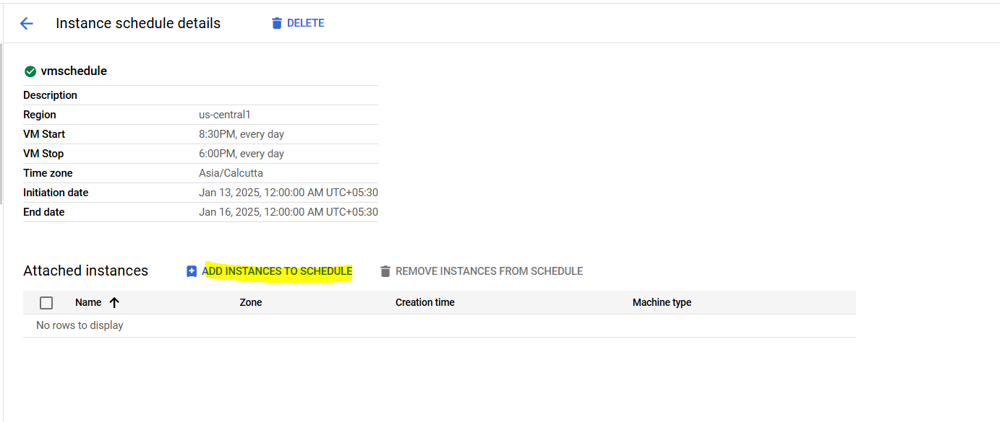 Instance schedule details DELETE
vmschedule
Description
Region us-central1
VM Start 8:30PM, every day
VM Stop 6:00PM, every day
Time zone Asia/Calcutta
Initiation date Jan 13, 2025, 12:00:00 AM UTC+05:30
End date Jan 16, 2025, 12:00:00 AM UTC+05:30
Attached instances ADD INSTANCES TO SCHEDULE REMOVE INSTANCES FROM SCHEDULE
Name Zone Creation time Machine type
No rows to display